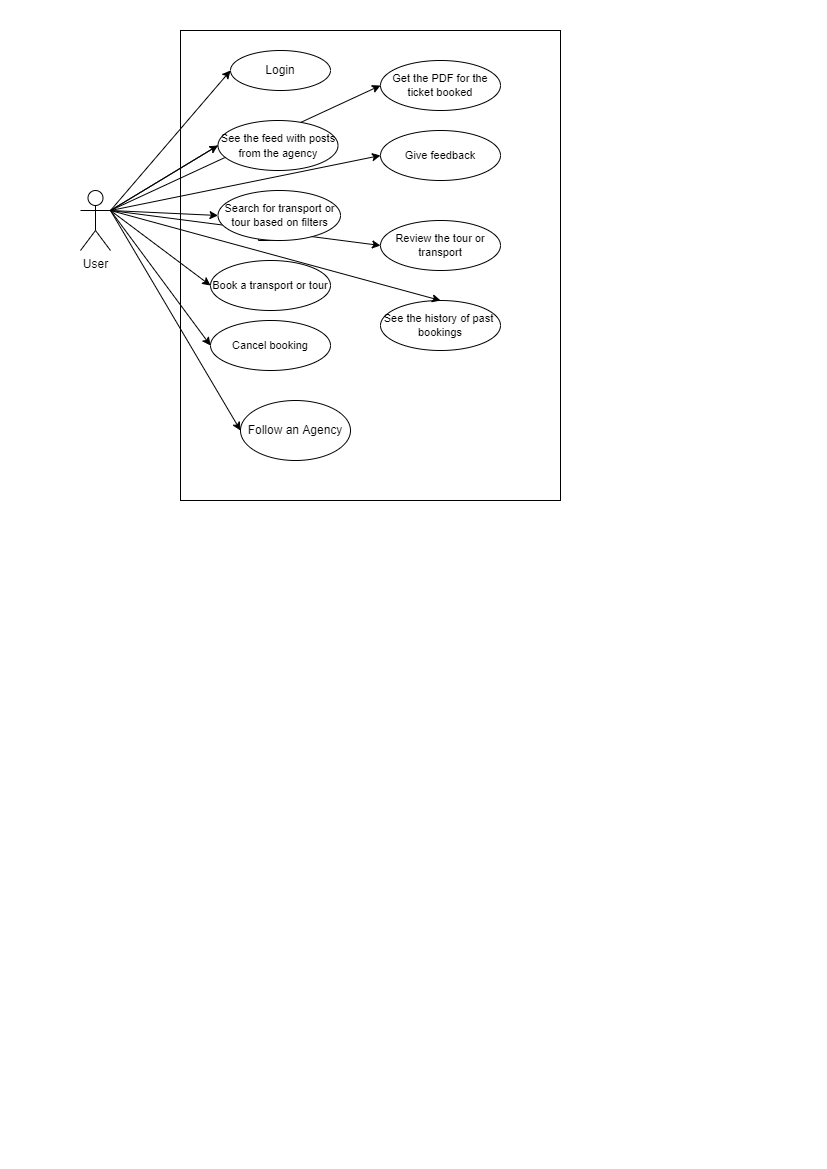 Login
Get the PDF for the
ticket booked
See the feed with posts
from the agency
Give feedback
Search for transport or
tour based on filters
Review the tour or
transport
User
Book a transport or tour
See the history of past
bookings
Cancel booking
Follow an Agency